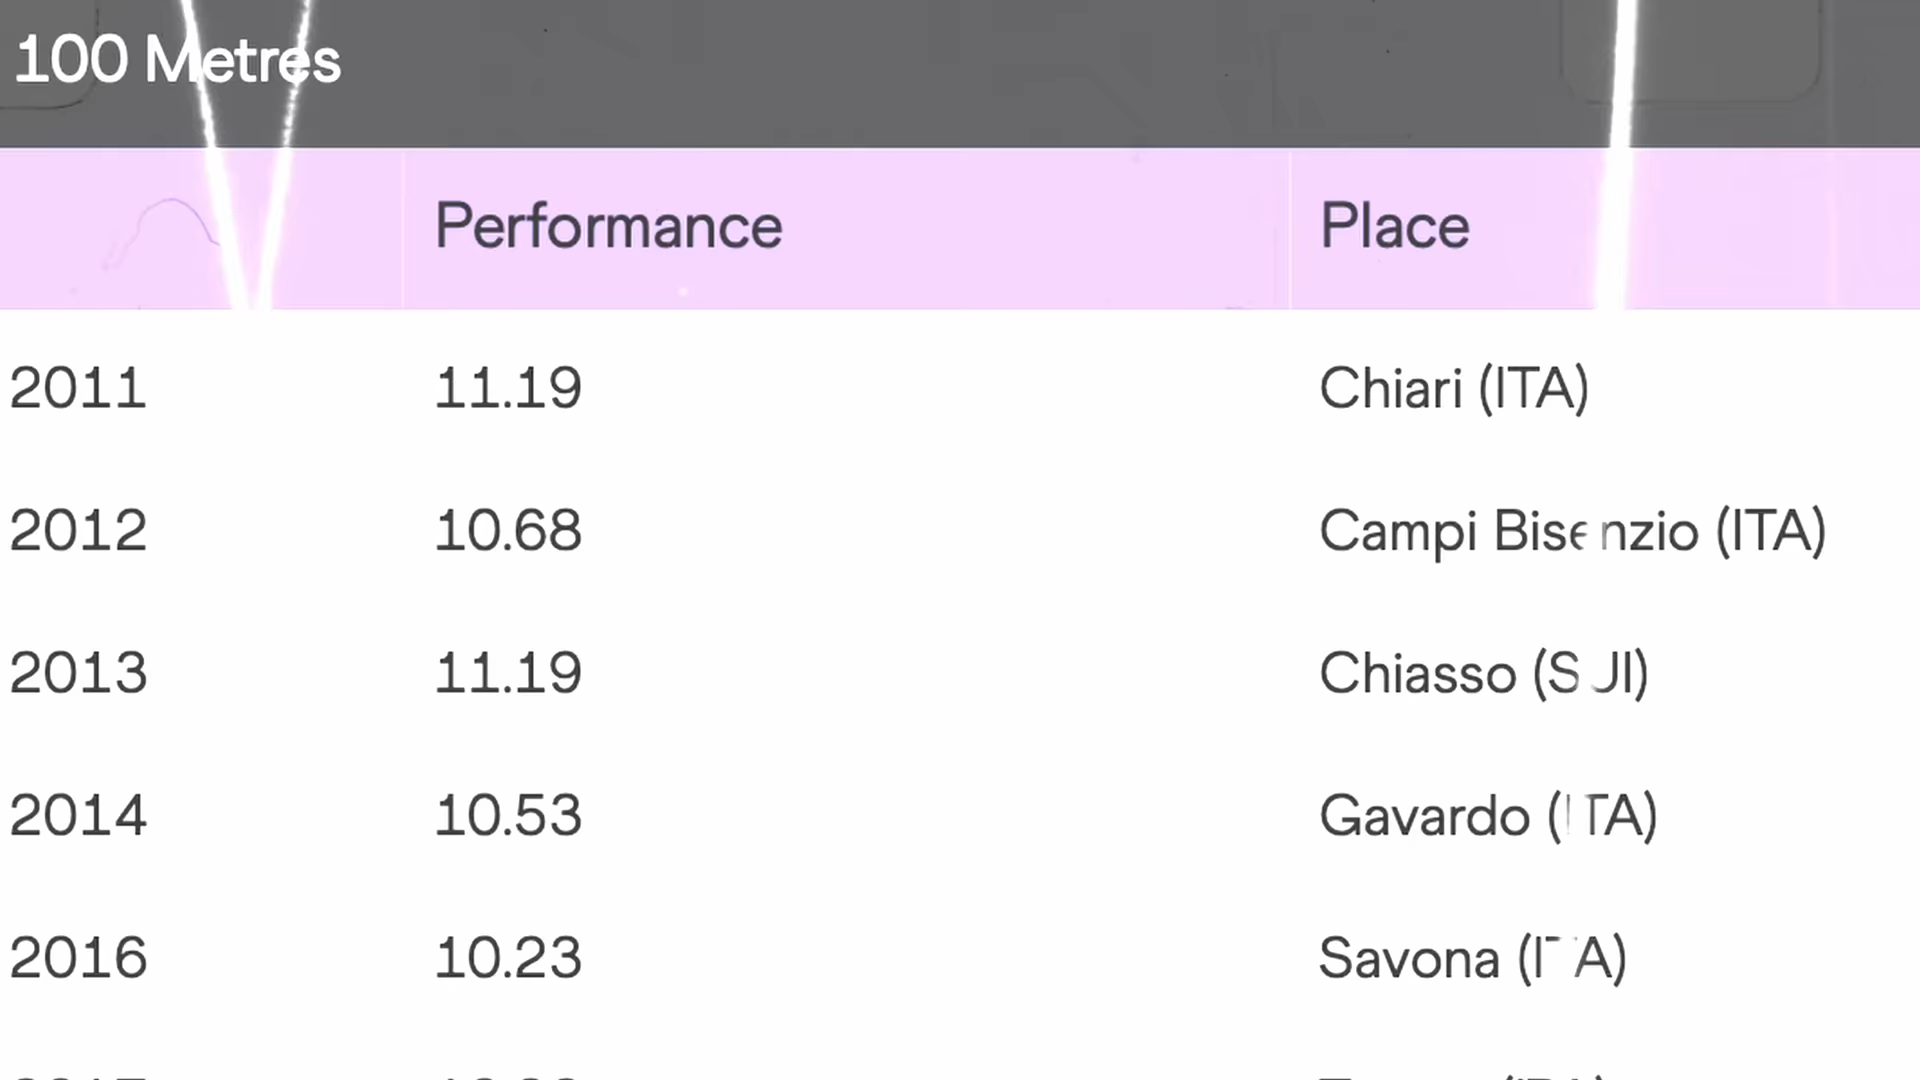 100 Metres
Performance Place
2011 11.19 Chiari (ITA)
2012 10.68 Campi Bisenzio (ITA)
2013 11.19 Chiasso (SUI)
2014 10.53 Gavardo (ITA)
2016 10.23 Savona (ITA)